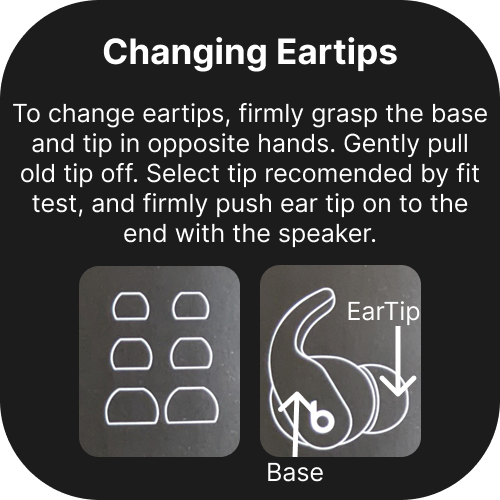 Changing Eartips
To change eartips, firmly grasp the base
and tip in opposite hands. Gently pull
old tip off. Select tip recomended by fit
test, and firmly push ear tip on to the
end with the speaker.
EarTip
Base